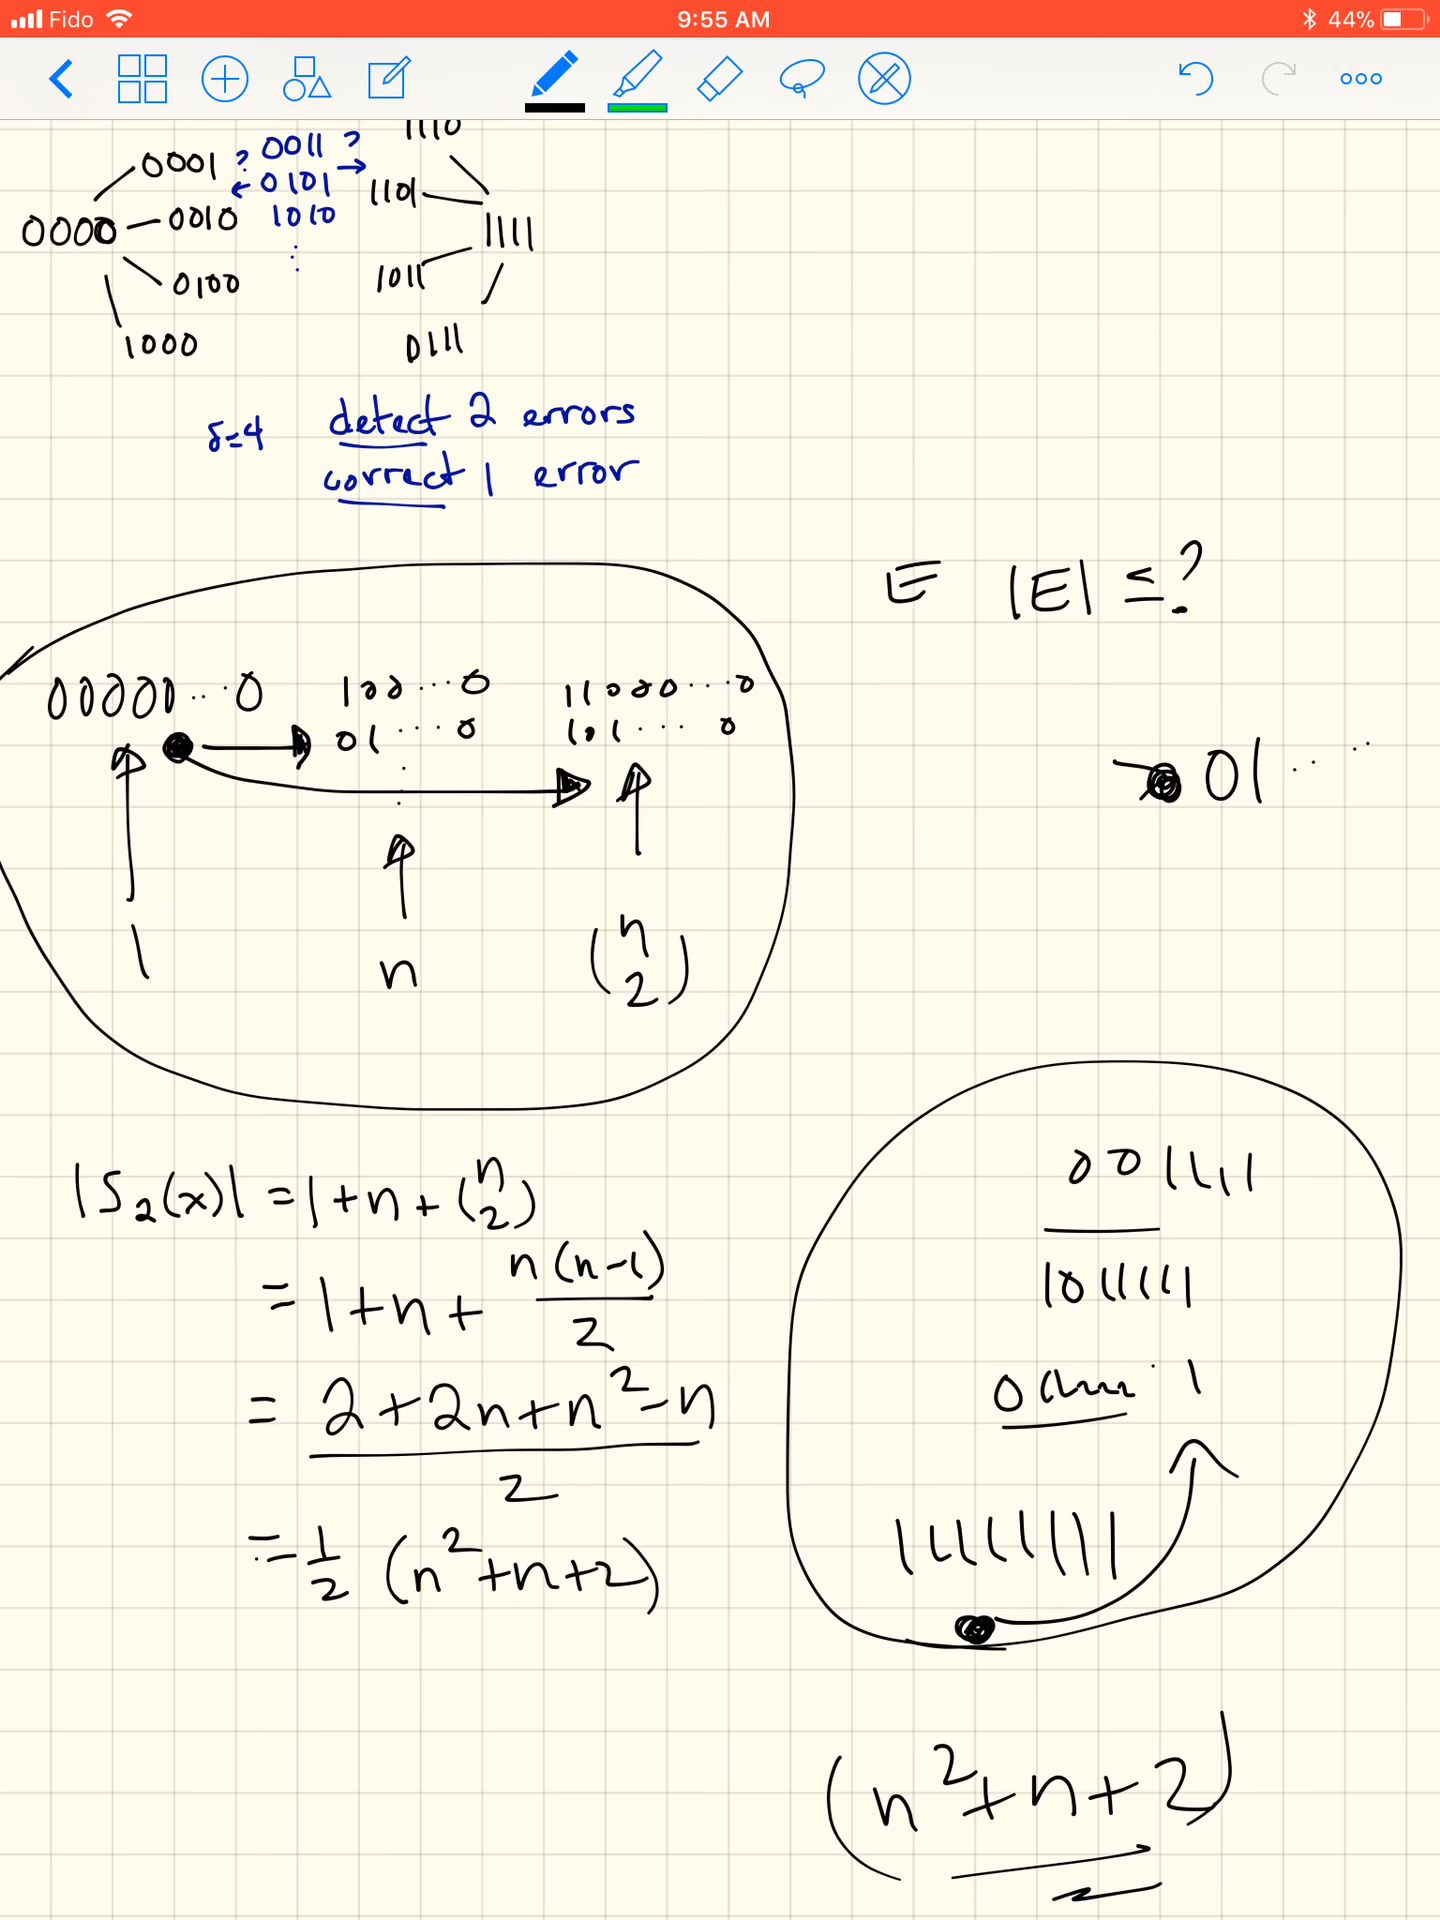 Fido 9:55 AM 44%
1110
0001 ? 0011 ?
← 0101 → 1101
0000 0010 1010 1111
⋮
0100 1011
1000 0111
δ=4 detect 2 errors
correct 1 error
E |E| ≤ ?
00000...0 100...0 11000...0
01....0 101.... 0
01....
1 n (n 2)
|S₂(x)| = 1+n+(n 2)
= 1+n+ n(n-1)/2
= 2+2n+n²-n / 2
= 1/2 (n²+n+2)
001111
1011111
1
11111111
(n²+n+2)
2